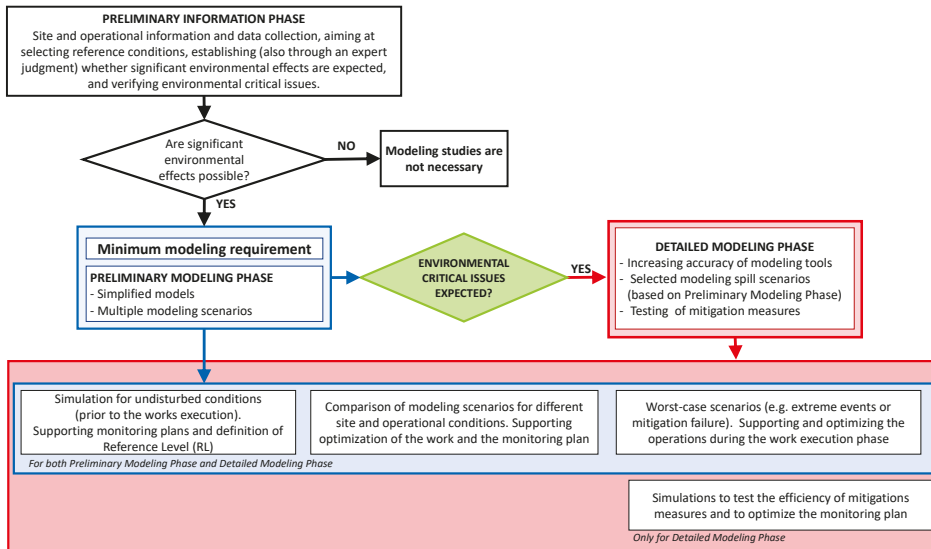 PRELIMINARY INFORMATION PHASE
Site and operational information and data collection, aiming at
selecting reference conditions, establishing (also through an expert
judgment) whether significant environmental effects are expected,
and verifying environmental critical issues.
Are significant
environmental
effects possible?
NO
Modeling studies are
not necessary
YES
Minimum modeling requirement
PRELIMINARY MODELING PHASE
- Simplified models
- Multiple modeling scenarios
ENVIRONMENTAL
CRITICAL ISSUES
EXPECTED?
YES
DETAILED MODELING PHASE
- Increasing accuracy of modeling tools
- Selected modeling spill scenarios
(based on Preliminary Modeling Phase)
- Testing of mitigation measures
Simulation for undisturbed conditions
(prior to the works execution).
Supporting monitoring plans and definition of
Reference Level (RL)
Comparison of modeling scenarios for different
site and operational conditions. Supporting
optimization of the work and the monitoring plan
Worst-case scenarios (e.g. extreme events or
mitigation failure). Supporting and optimizing the
operations during the work execution phase
For both Preliminary Modeling Phase and Detailed Modeling Phase
Simulations to test the efficiency of mitigations
measures and to optimize the monitoring plan
Only for Detailed Modeling Phase